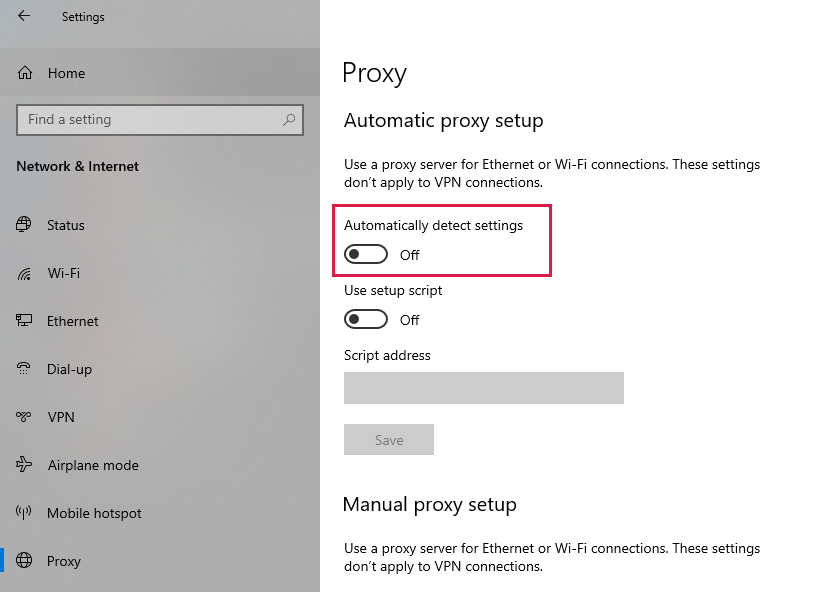 Settings
Home
Find a setting
Network & Internet
Status
Wi-Fi
Ethernet
Dial-up
VPN
Airplane mode
Mobile hotspot
Proxy
Proxy
Automatic proxy setup
Use a proxy server for Ethernet or Wi-Fi connections. These settings
don't apply to VPN connections.
Automatically detect settings
Off
Use setup script
Off
Script address
Save
Manual proxy setup
Use a proxy server for Ethernet or Wi-Fi connections. These settings
don't apply to VPN connections.